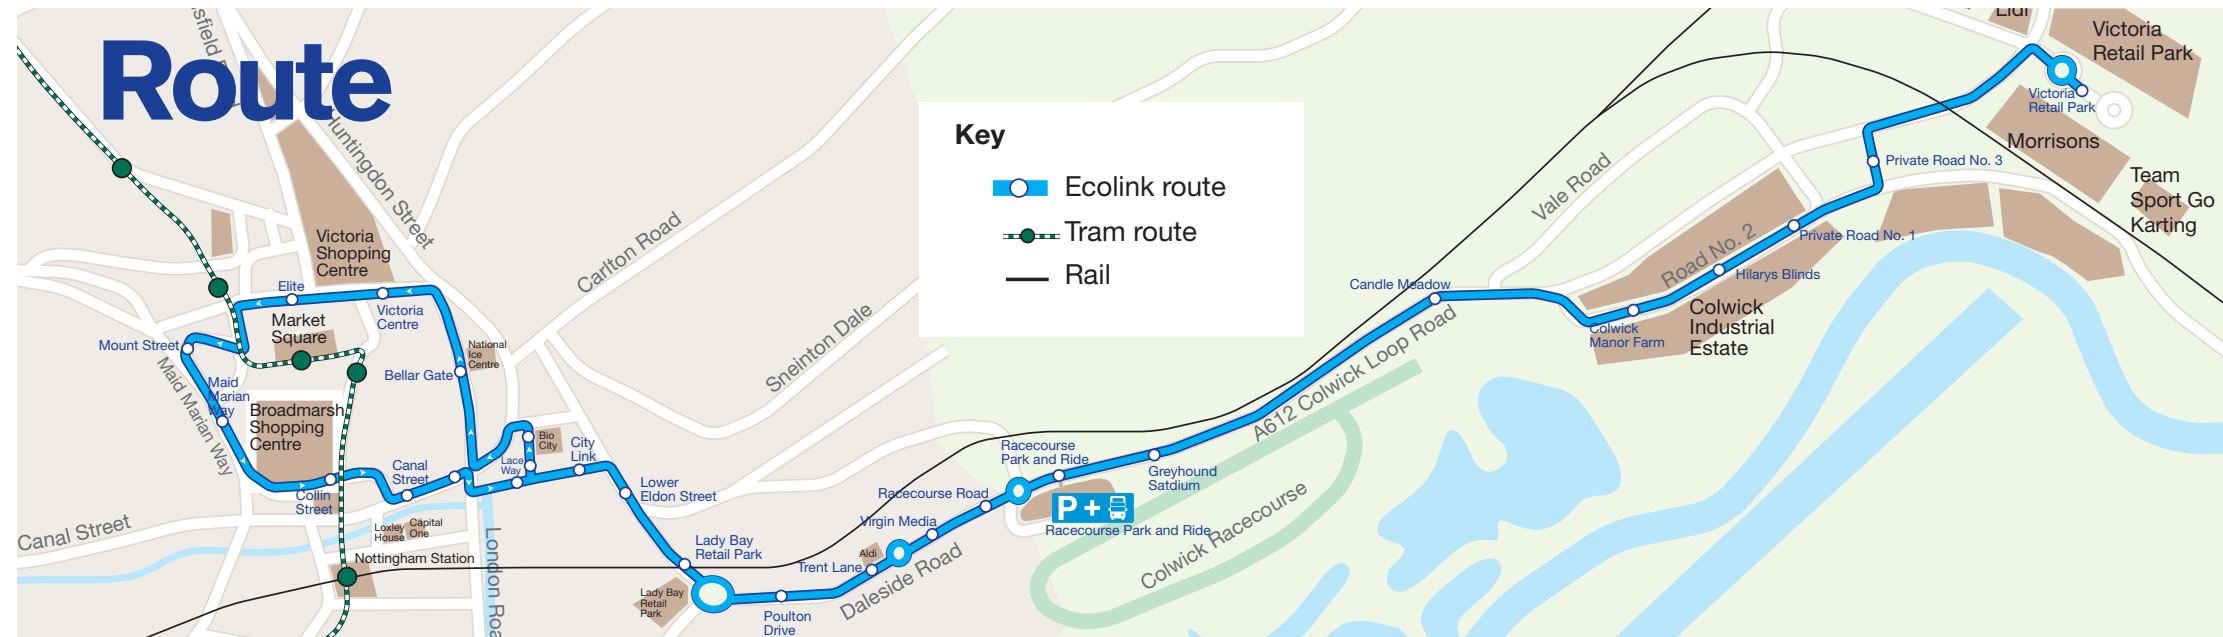 Route
Key
Ecolink route
Tram route
Rail
Huntingdon Street
Victoria
Shopping
Centre
Elite
Victoria
Centre
Market
Square
Mount Street
Maid
Marian
Way
Maid Marian Way
Broadmarsh
Shopping
Centre
Bellar Gate
National
Ice
Centre
Collin
Street
Canal
Street
Canal Street
Loxley
House
Capital
One
Nottingham Station
London Roa
Lace
Way
Bio
City
City
Link
Lower
Eldon Street
Lady Bay
Retail Park
Lady Bay
Retail
Park
Poulton
Drive
Trent Lane
Aldi
Virgin Media
Daleside Road
Racecourse Road
Racecourse
Park and Ride
P +
Racecourse Park and Ride
Greyhound
Satdium
Colwick Racecourse
Carlton Road
Sneinton Dale
A612 Colwick Loop Road
Candle Meadow
Vale Road
Road No. 2
Colwick
Manor Farm
Colwick
Industrial
Estate
Hilarys Blinds
Private Road No. 1
Private Road No. 3
Lidl
Victoria
Retail Park
Victoria
Retail Park
Morrisons
Team
Sport Go
Karting